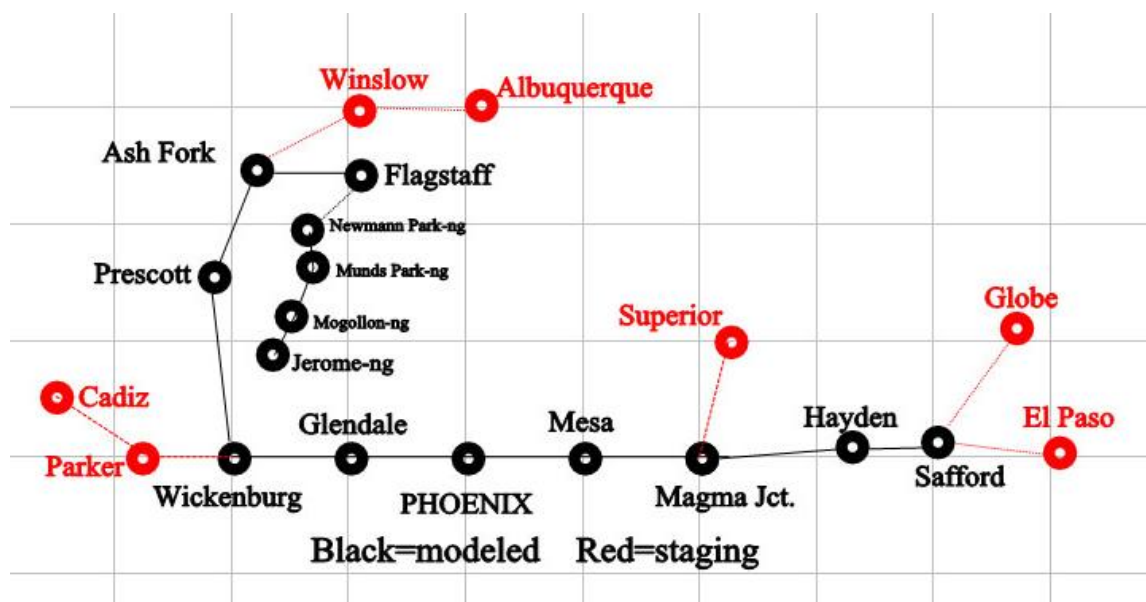 Winslow
Albuquerque
Ash Fork
Flagstaff
Newmann Park-ng
Prescott
Munds Park-ng
Globe
Superior
Mogollon-ng
Jerome-ng
Cadiz
Glendale
Mesa
Hayden
El Paso
Parker
Safford
Wickenburg
PHOENIX
Magma Jct.
Black=modeled Red=staging